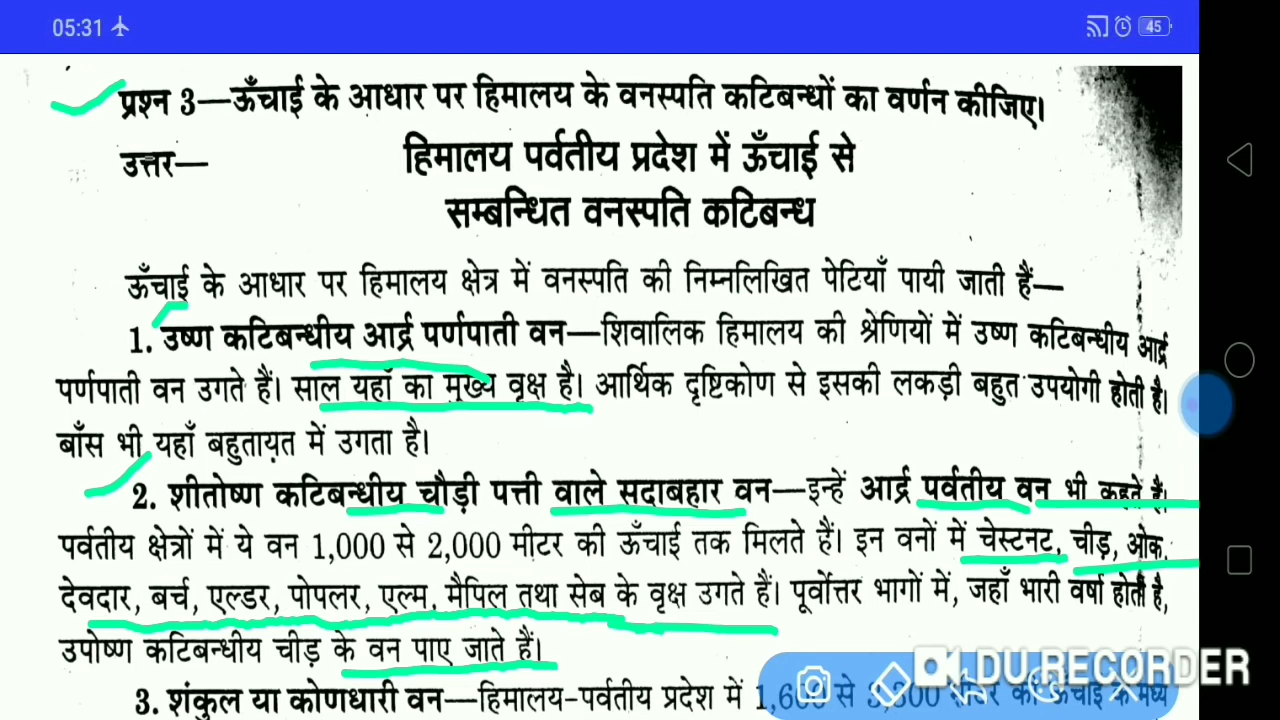 05:31
45
प्रश्न 3—ऊँचाई के आधार पर हिमालय के वनस्पति कटिबन्धों का वर्णन कीजिए।
उत्तर— हिमालय पर्वतीय प्रदेश में ऊँचाई से
सम्बन्धित वनस्पति कटिबन्ध
ऊँचाई के आधार पर हिमालय क्षेत्र में वनस्पति की निम्नलिखित पेटियाँ पायी जाती हैं—
1. उष्ण कटिबन्धीय आर्द्र पर्णपाती वन—शिवालिक हिमालय की श्रेणियों में उष्ण कटिबन्धीय आर्द्र
पर्णपाती वन उगते हैं। साल यहाँ का मुख्य वृक्ष है। आर्थिक दृष्टिकोण से इसकी लकड़ी बहुत उपयोगी होती है।
बाँस भी यहाँ बहुतायत में उगता है।
2. शीतोष्ण कटिबन्धीय चौड़ी पत्ती वाले सदाबहार वन—इन्हें आर्द्र पर्वतीय वन भी कहते हैं।
पर्वतीय क्षेत्रों में ये वन 1,000 से 2,000 मीटर की ऊँचाई तक मिलते हैं। इन वनों में चेस्टनट, चीड़, ओक,
देवदार, बर्च, एल्डर, पोपलर, एल्म, मैपिल तथा सेब के वृक्ष उगते हैं। पूर्वोत्तर भागों में, जहाँ भारी वर्षा होती है,
उपोष्ण कटिबन्धीय चीड़ के वन पाए जाते हैं।
3. शंकुल या कोणधारी वन—हिमालय-पर्वतीय प्रदेश में से ऊँचाई के मध्य
DU RECORDER